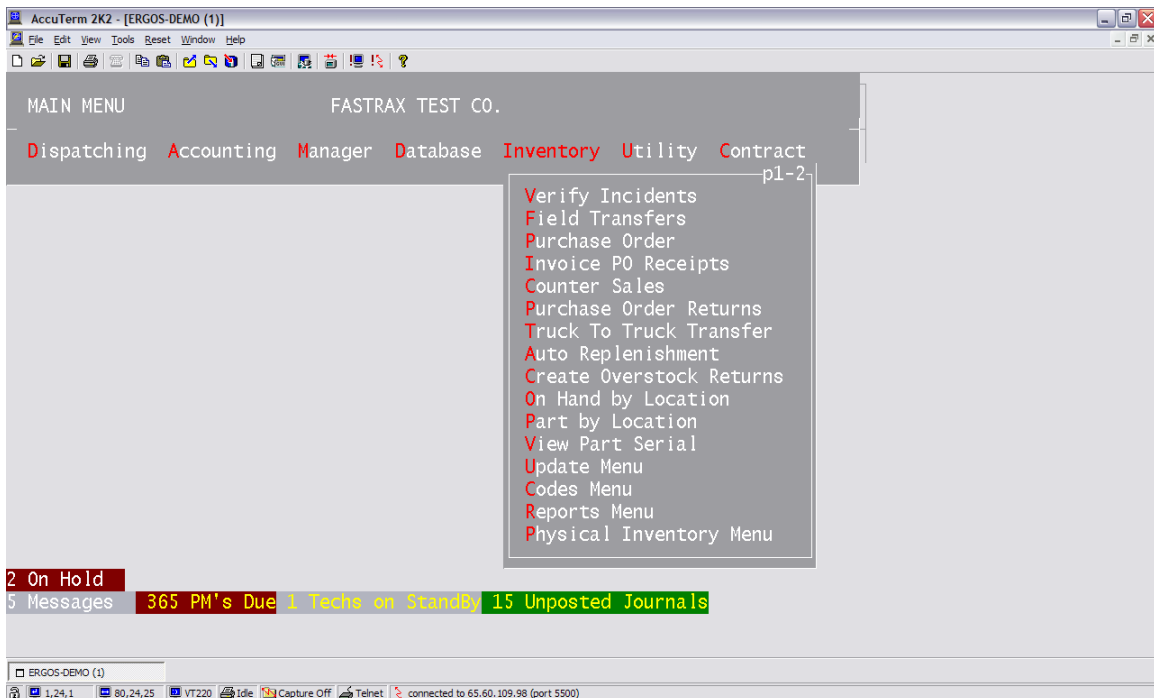 AccuTerm 2K2 - [ERGOS-DEMO (1)]
File Edit View Tools Reset Window Help
MAIN MENU FASTRAX TEST CO.
Dispatching Accounting Manager Database Inventory Utility Contract
p1-2
Verify Incidents
Field Transfers
Purchase Order
Invoice PO Receipts
Counter Sales
Purchase Order Returns
Truck To Truck Transfer
Auto Replenishment
Create Overstock Returns
On Hand by Location
Part by Location
View Part Serial
Update Menu
Codes Menu
Reports Menu
Physical Inventory Menu
2 On Hold
5 Messages 365 PM's Due 1 Techs on StandBy 15 Unposted Journals
ERGOS-DEMO (1)
1,24,1 80,24,25 VT220 Idle Capture Off Telnet connected to 65.60.109.98 (port 5500)